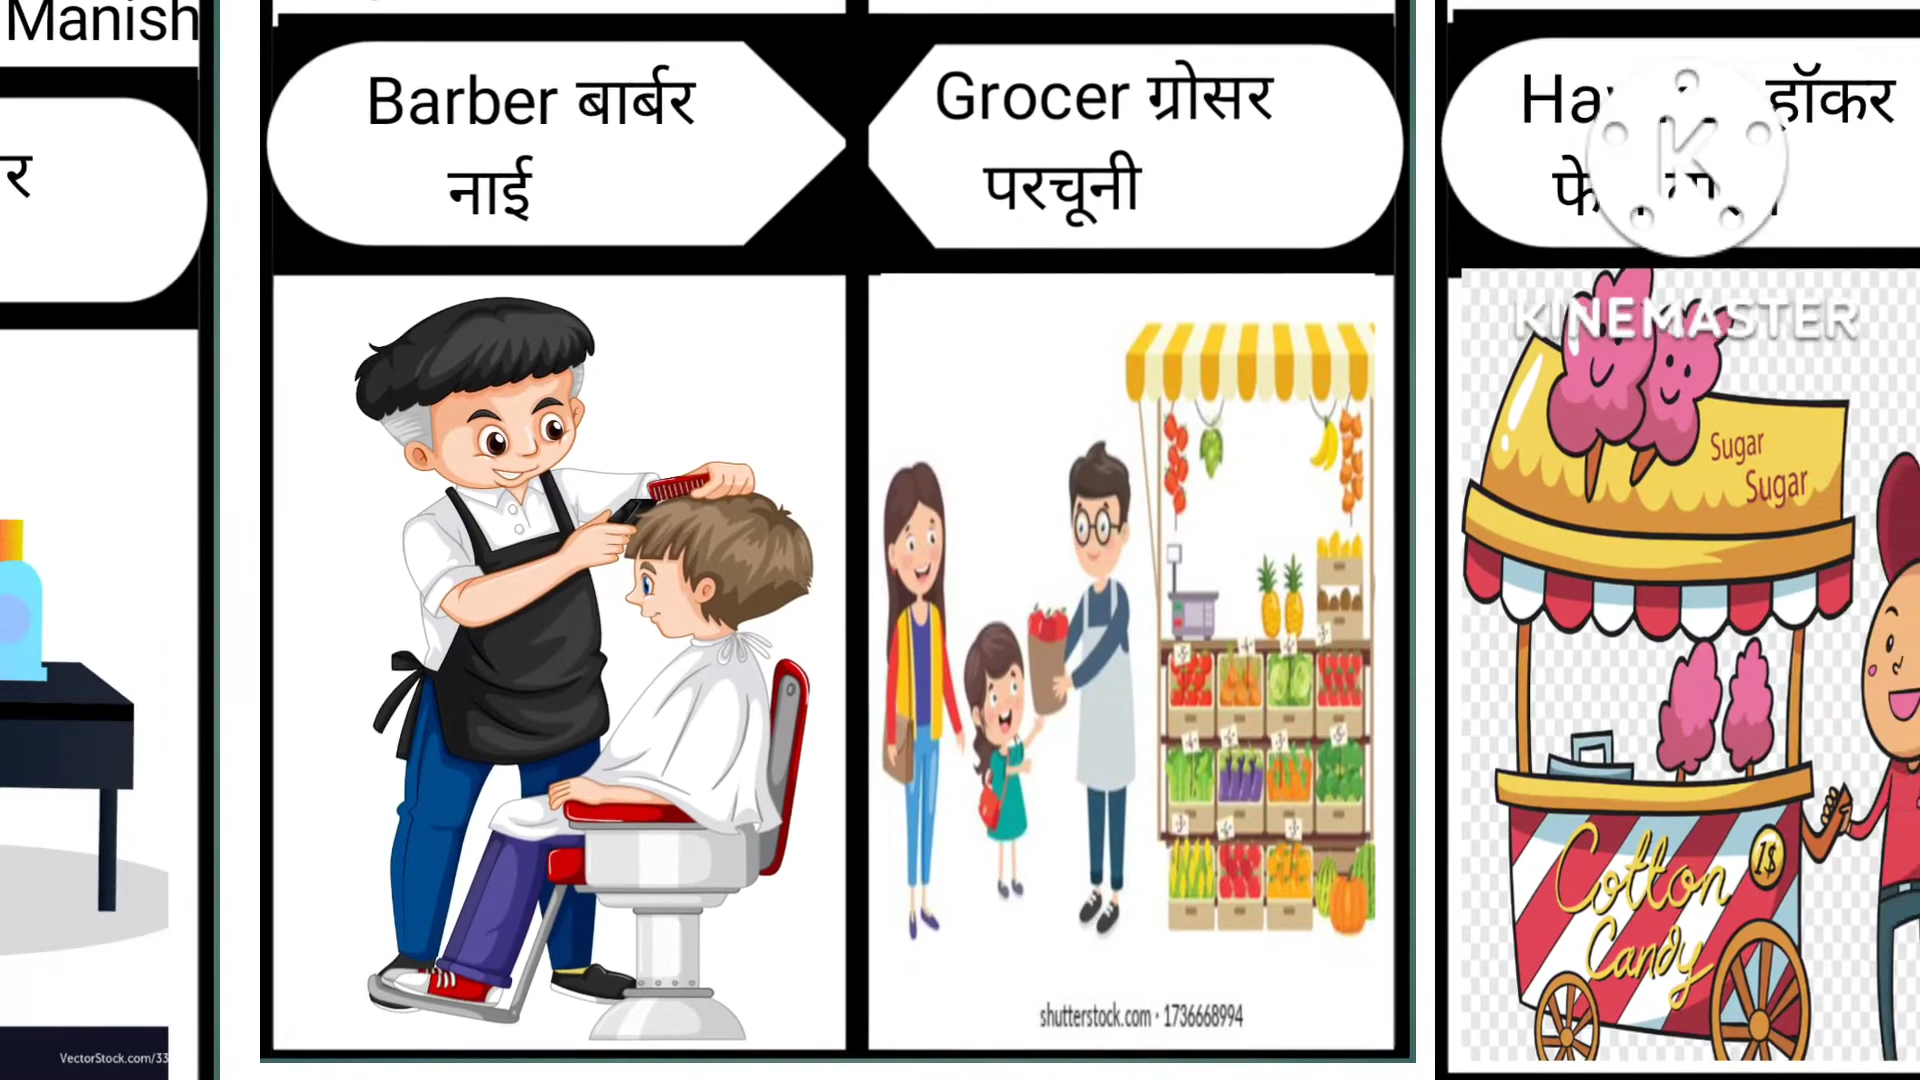 Manish
र
Barber बार्बर
नाई
Grocer ग्रोसर
परचूनी
हॉकर
K
KINEMASTER
Sugar
Sugar
Cotton
Candy
1$
shutterstock.com · 1736668994
VectorStock.com/33